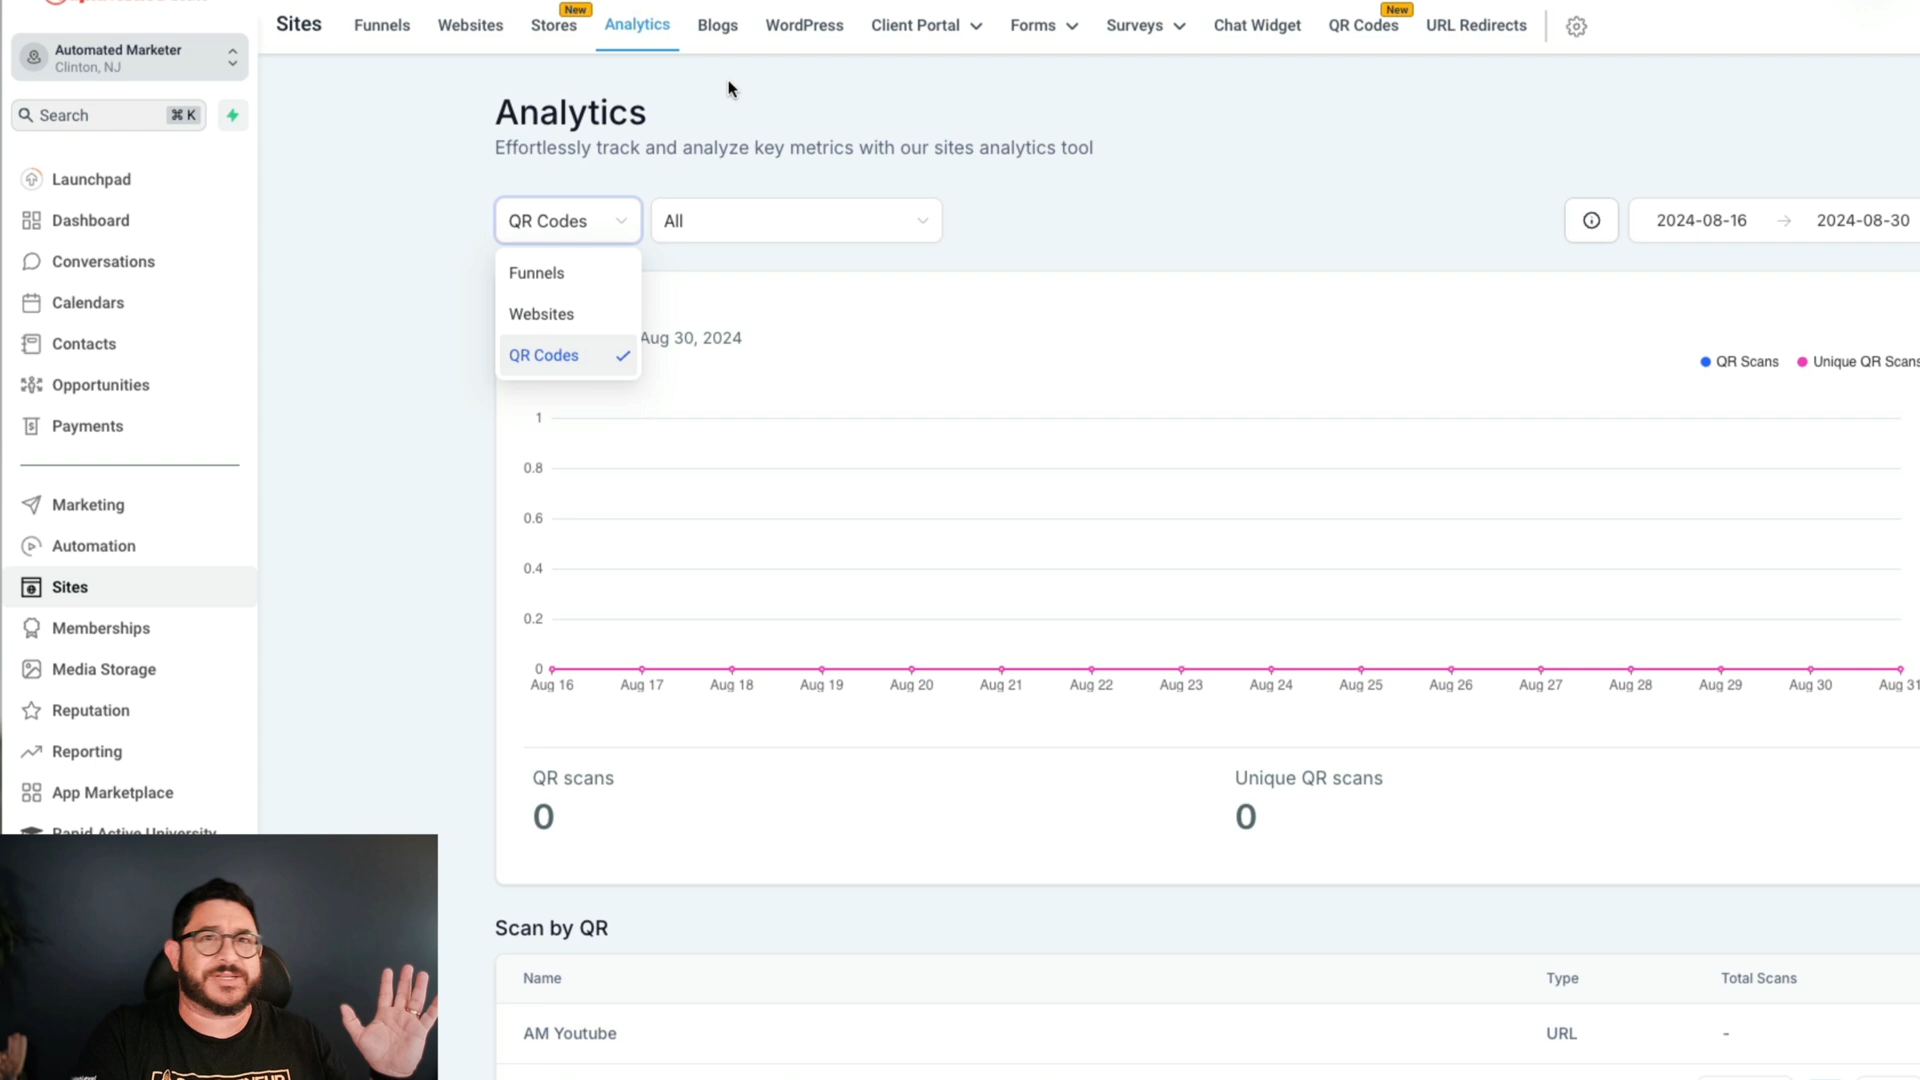 Sites
Funnels
Websites
New
Stores
Analytics
Blogs
WordPress
Client Portal
Forms
Surveys
Chat Widget
New
QR Codes
URL Redirects
Automated Marketer
Clinton, NJ
Search
⌘ K
Launchpad
Dashboard
Conversations
Calendars
Contacts
Opportunities
Payments
Marketing
Automation
Sites
Memberships
Media Storage
Reputation
Reporting
App Marketplace
Rapid Active University
Analytics
Effortlessly track and analyze key metrics with our sites analytics tool
QR Codes
All
2024-08-16 → 2024-08-30
Funnels
Websites
QR Codes
Aug 30, 2024
QR Scans
Unique QR Scans
1
0.8
0.6
0.4
0.2
0
Aug 16 Aug 17 Aug 18 Aug 19 Aug 20 Aug 21 Aug 22 Aug 23 Aug 24 Aug 25 Aug 26 Aug 27 Aug 28 Aug 29 Aug 30 Aug 31
QR scans
0
Unique QR scans
0
Scan by QR
Name Type Total Scans
AM Youtube URL -